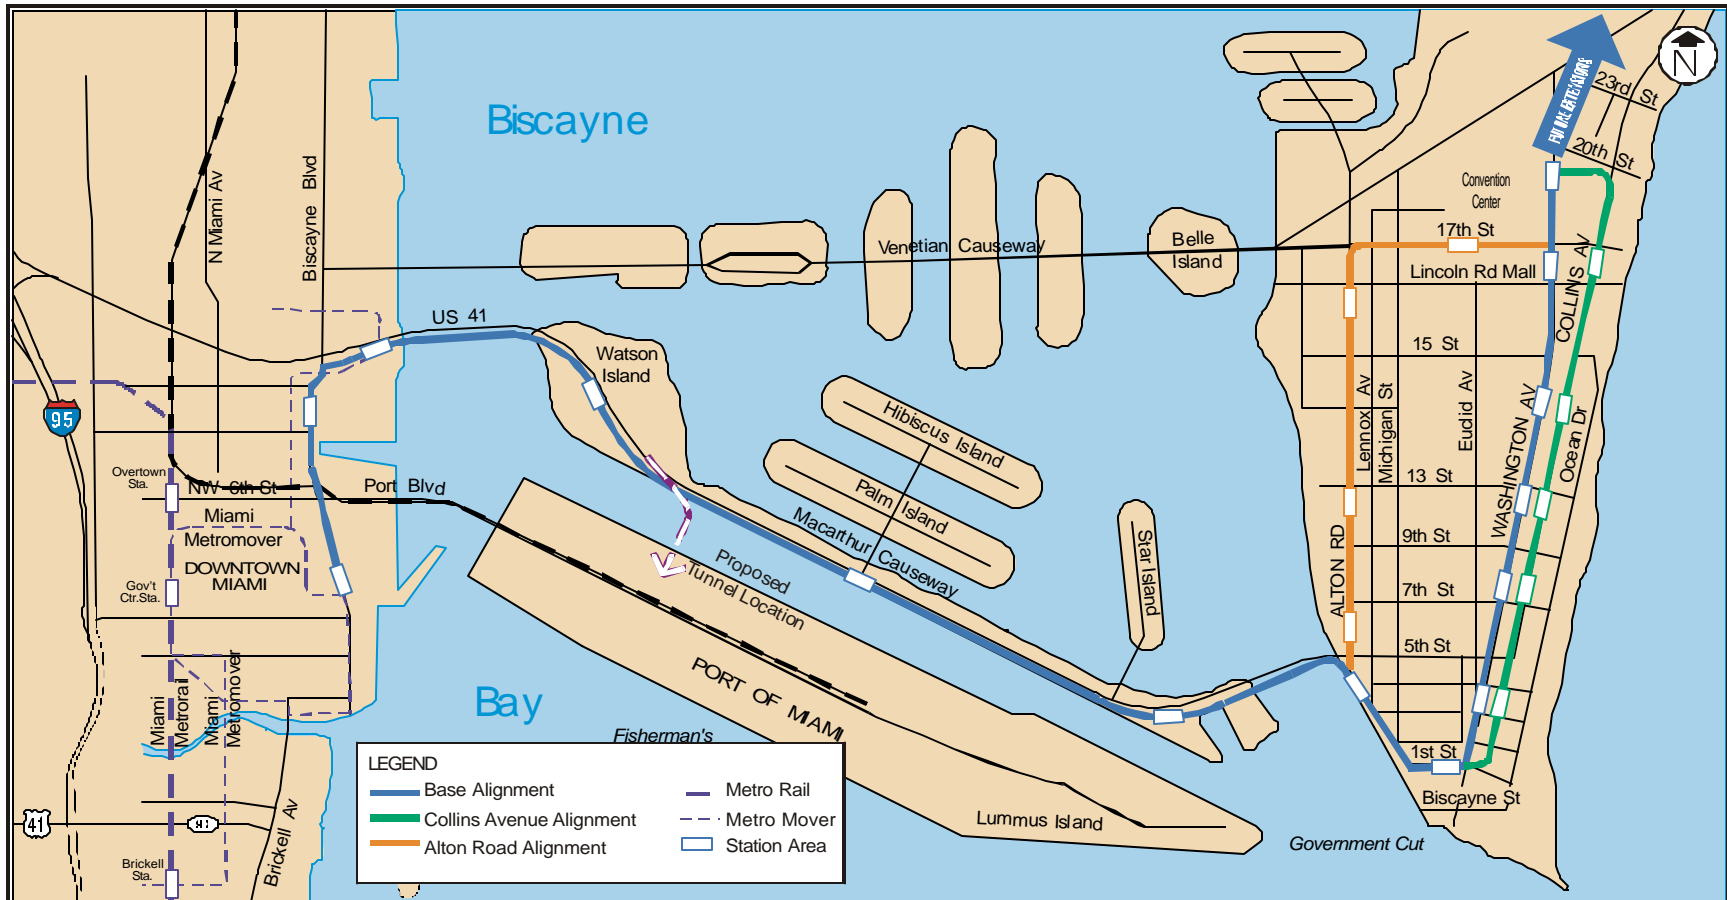 FUTURE EXTENSIONS
N
23rd St
20th St
Biscayne
Convention
Center
N Miami Av
Biscayne Blvd
17th St
Venetian Causeway
Belle
Island
Lincoln Rd Mall
COLLINS AV
US 41
15 St
Watson
Island
Lennox Av
Michigan St
Euclid Av
WASHINGTON AV
Ocean Dr
95
Hibiscus Island
Overtown
Sta.
NW 6th St
Port Blvd
13 St
Palm Island
Miami
Metromover
Macarthur Causeway
9th St
DOWNTOWN
MIAMI
Proposed
Tunnel Location
Star Island
ALTON RD
Gov't
Ctr.Sta.
7th St
5th St
PORT OF MIAMI
Miami
Metrorail
Miami
Metromover
Bay
Fisherman's
1st St
LEGEND
Base Alignment
Collins Avenue Alignment
Alton Road Alignment
Metro Rail
Metro Mover
Station Area
Biscayne St
Lummus Island
Government Cut
41
Brickell Av
Brickell
Sta.